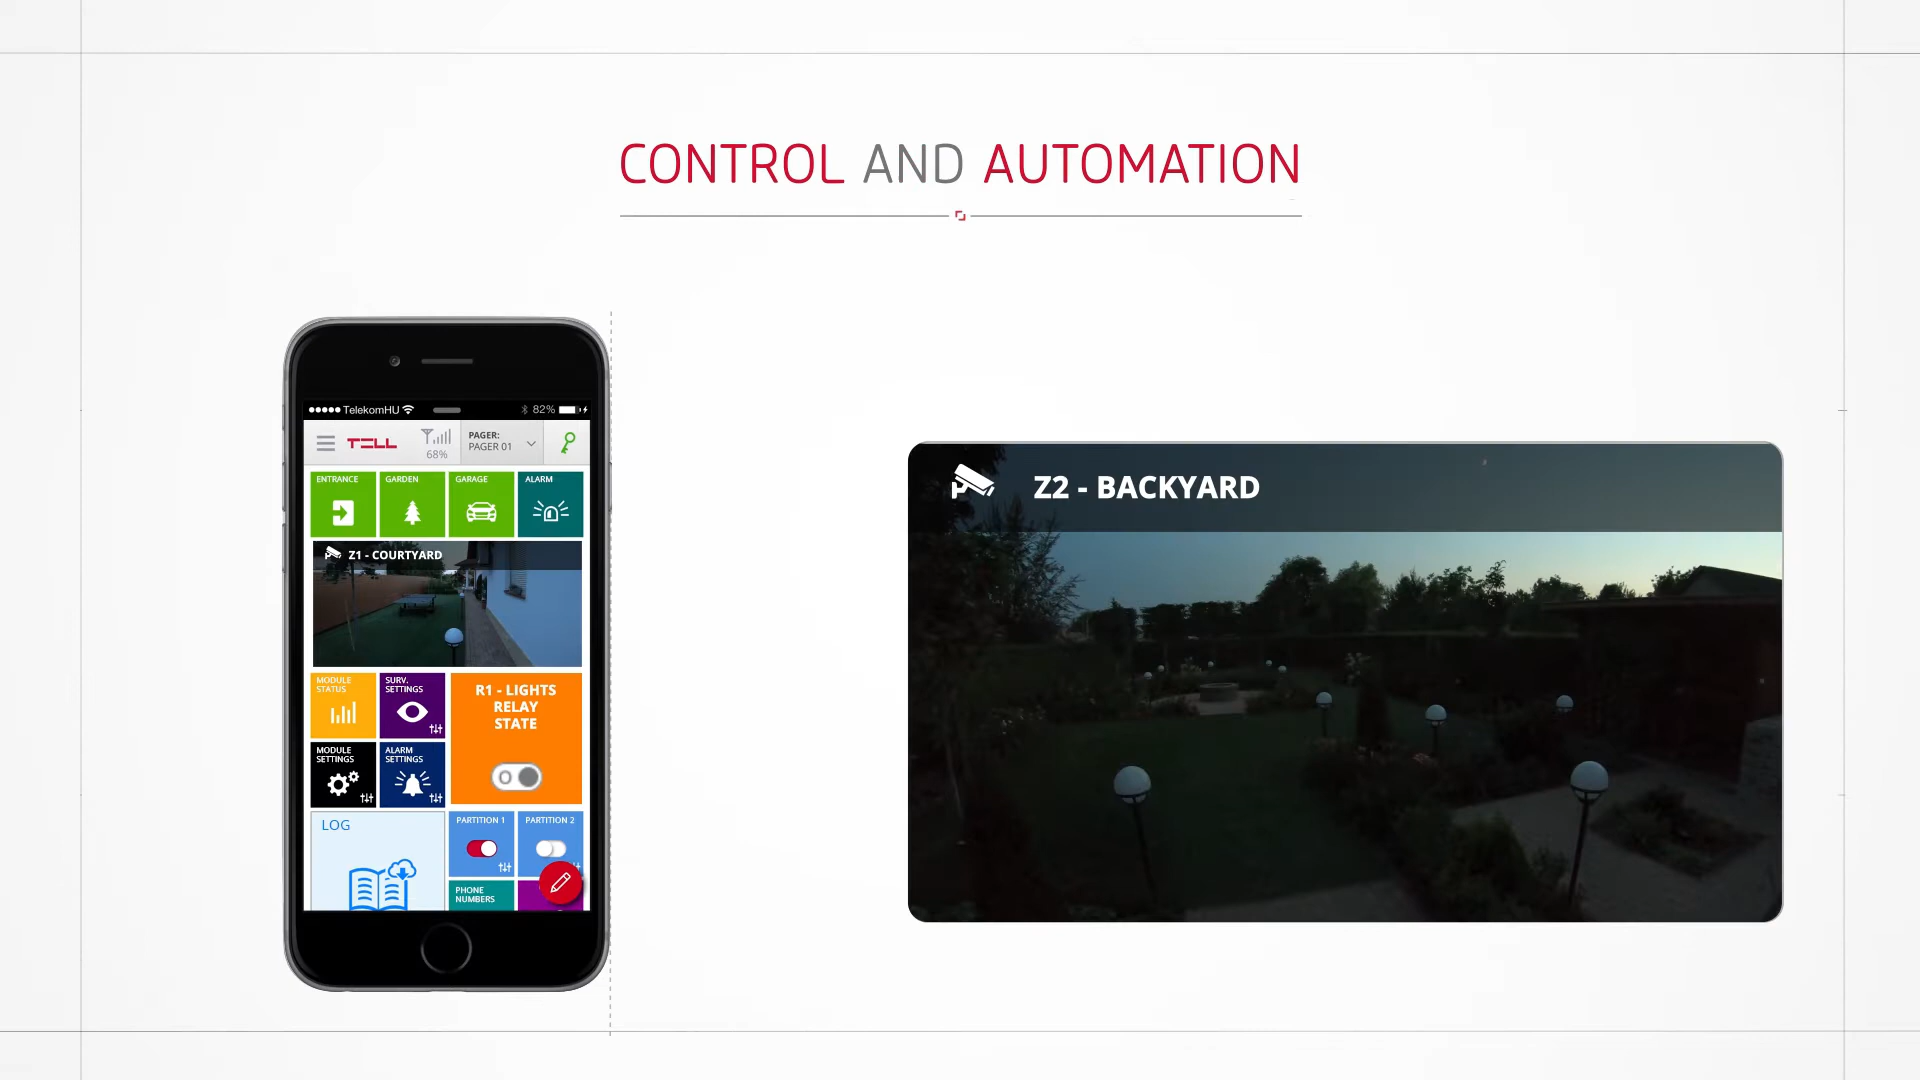 CONTROL AND AUTOMATION
TelekomHU
82%
TELL
68%
PAGER:
PAGER 01
ENTRANCE
GARDEN
GARAGE
ALARM
Z1 - COURTYARD
MODULE
STATUS
SURV.
SETTINGS
R1 - LIGHTS
RELAY
STATE
MODULE
SETTINGS
ALARM
SETTINGS
LOG
PARTITION 1
PARTITION 2
PHONE
NUMBERS
Z2 - BACKYARD